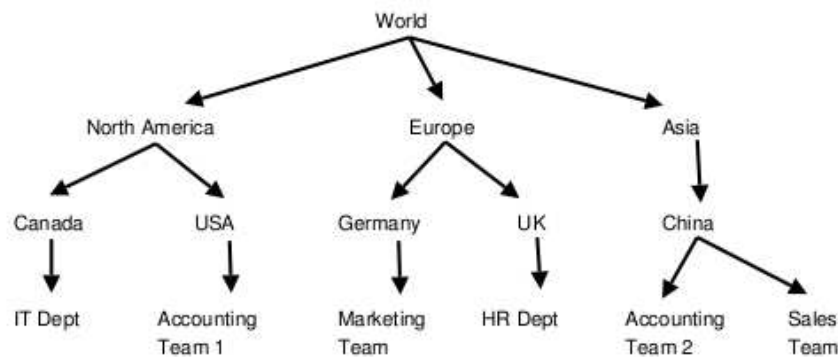 World
North America
Europe
Asia
Canada
USA
Germany
UK
China
IT Dept
Accounting
Team 1
Marketing
Team
HR Dept
Accounting
Team 2
Sales
Team